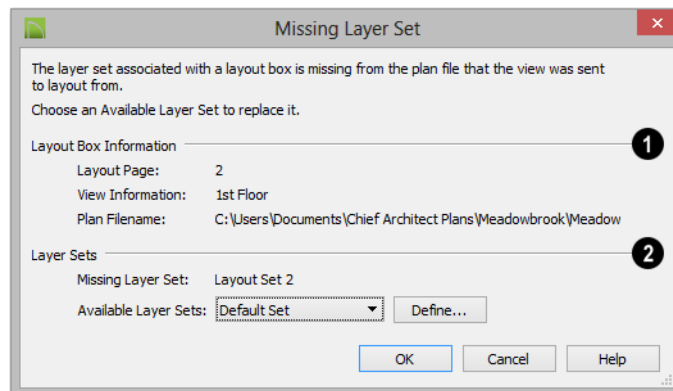 Missing Layer Set
The layer set associated with a layout box is missing from the plan file that the view was sent
to layout from.
Choose an Available Layer Set to replace it.
Layout Box Information
1
Layout Page: 2
View Information: 1st Floor
Plan Filename: C:\Users\Documents\Chief Architect Plans\Meadowbrook\Meadow
Layer Sets
2
Missing Layer Set: Layout Set 2
Available Layer Sets: Default Set Define...
OK Cancel Help